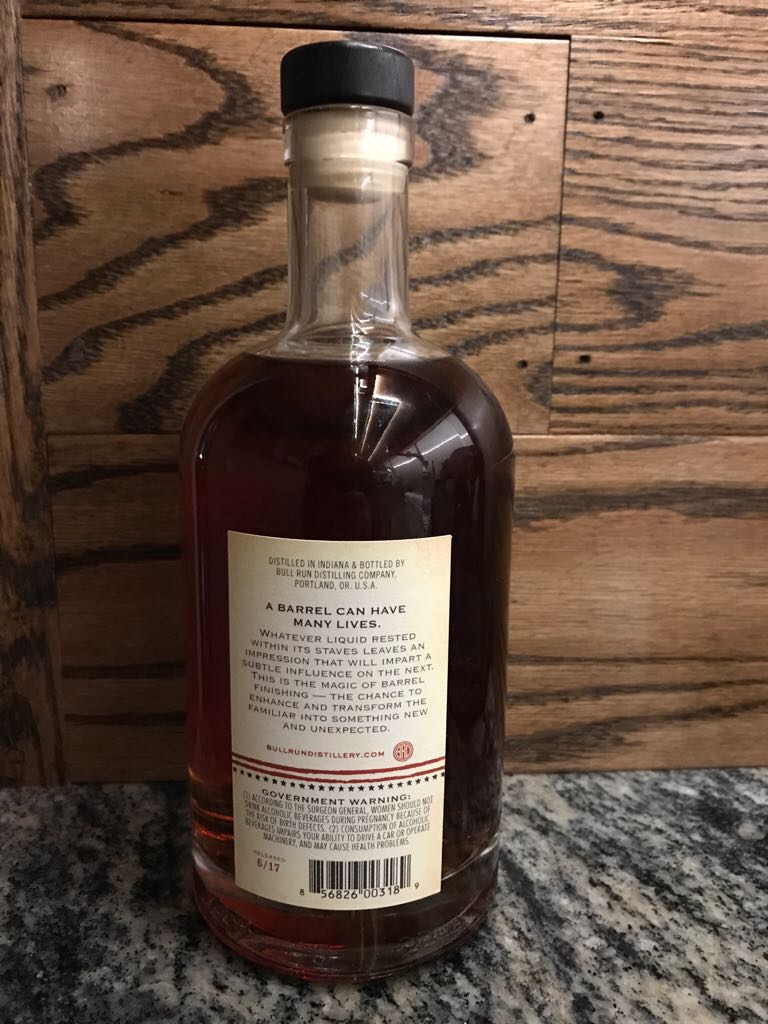 DISTILLED IN INDIANA & BOTTLED BY
BULL RUN DISTILLING COMPANY,
PORTLAND, OR. U.S.A.
A BARREL CAN HAVE
MANY LIVES.
WHATEVER LIQUID RESTED
WITHIN ITS STAVES LEAVES AN
IMPRESSION THAT WILL IMPART A
SUBTLE INFLUENCE ON THE NEXT.
THIS IS THE MAGIC OF BARREL
FINISHING — THE CHANCE TO
ENHANCE AND TRANSFORM THE
FAMILIAR INTO SOMETHING NEW
AND UNEXPECTED.
BULLRUNDISTILLERY.COM
GOVERNMENT WARNING:
(1) ACCORDING TO THE SURGEON GENERAL, WOMEN SHOULD NOT
DRINK ALCOHOLIC BEVERAGES DURING PREGNANCY BECAUSE OF
THE RISK OF BIRTH DEFECTS. (2) CONSUMPTION OF ALCOHOLIC
BEVERAGES IMPAIRS YOUR ABILITY TO DRIVE A CAR OR OPERATE
MACHINERY, AND MAY CAUSE HEALTH PROBLEMS.
RELEASED
6/17
8 56826 00318 9